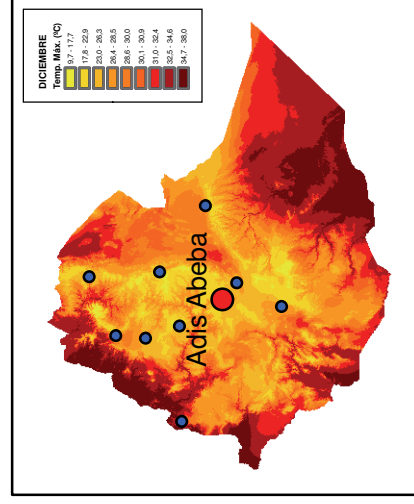 DICIEMBRE
Temp. Máx. (ºC)
9,7 - 17,7
17,8 - 22,9
23,0 - 26,3
26,4 - 28,5
28,6 - 30,0
30,1 - 30,9
31,0 - 32,4
32,5 - 34,6
34,7 - 38,0
Adis Abeba